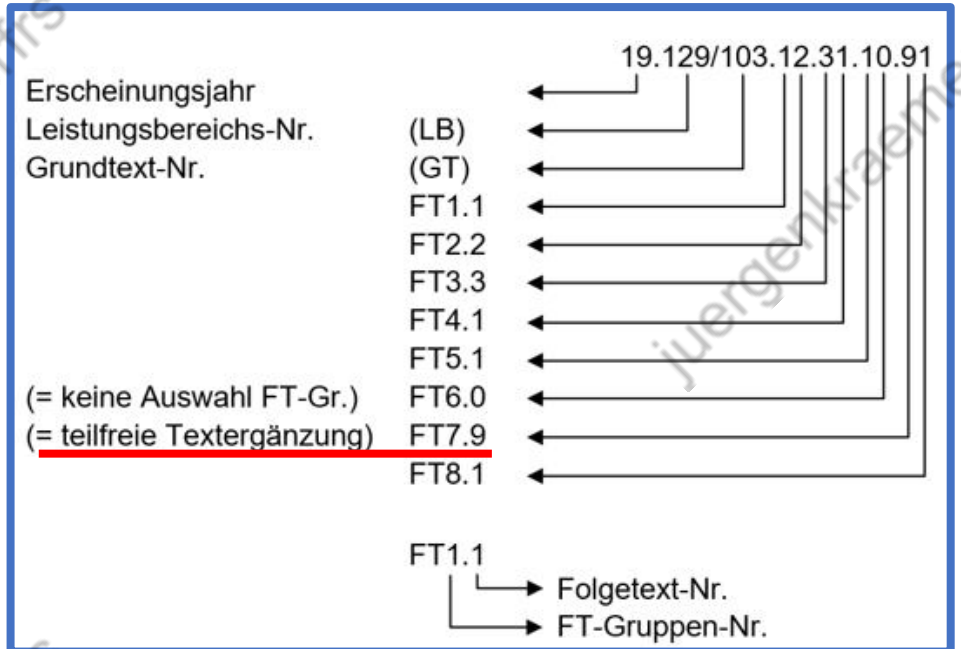 19.129/103.12.31.10.91
Erscheinungsjahr
Leistungsbereichs-Nr. (LB)
Grundtext-Nr. (GT)
FT1.1
FT2.2
FT3.3
FT4.1
FT5.1
(= keine Auswahl FT-Gr.) FT6.0
(= teilfreie Textergänzung) FT7.9
FT8.1
FT1.1
Folgetext-Nr.
FT-Gruppen-Nr.
juergenkraeme